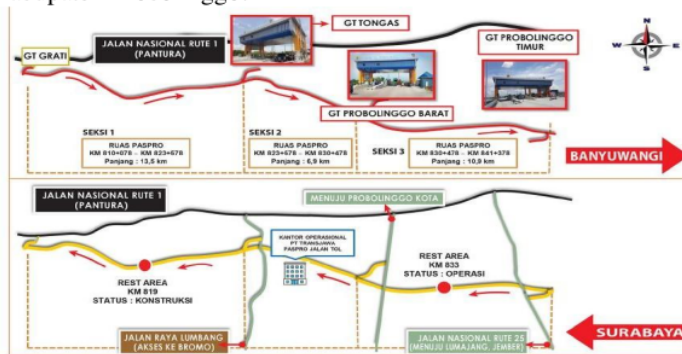 GT TONGAS
GT GRATI
JALAN NASIONAL RUTE 1
(PANTURA)
GT PROBOLINGGO
TIMUR
N
W
E
S
GT PROBOLINGGO BARAT
SEKSI 1
RUAS PASPRO
KM 810+078 - KM 823+578
Panjang : 13,5 km
SEKSI 2
RUAS PASPRO
KM 823+578 - KM 830+478
Panjang : 6,9 km
SEKSI 3
RUAS PASPRO
KM 830+478 - KM 841+378
Panjang : 10,9 km
BANYUWANGI
JALAN NASIONAL RUTE 1
(PANTURA)
MENUJU PROBOLINGGO KOTA
KANTOR OPERASIONAL
PT TRANSJAWA
PASPRO JALAN TOL
REST AREA
KM 819
STATUS : KONSTRUKSI
REST AREA
KM 833
STATUS : OPERASI
JALAN RAYA LUMBANG
(AKSES KE BROMO)
JALAN NASIONAL RUTE 25
(MENUJU LUMAJANG, JEMBER)
SURABAYA